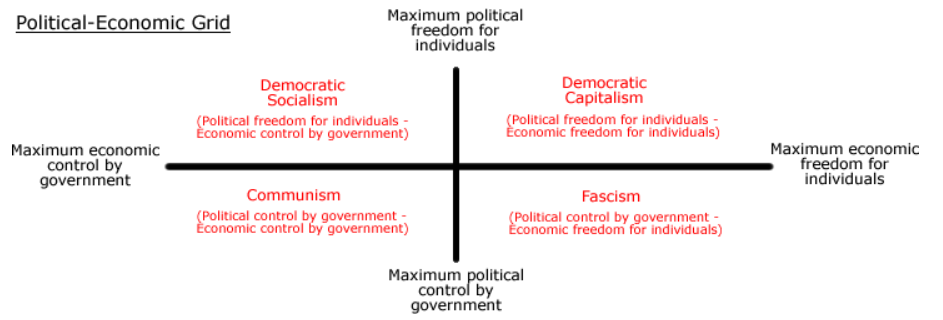 Political-Economic Grid
Maximum political
freedom for
individuals
Democratic
Socialism
(Political freedom for individuals -
Economic control by government)
Democratic
Capitalism
(Political freedom for individuals -
Economic freedom for individuals)
Maximum economic
control by
government
Maximum economic
freedom for
individuals
Communism
(Political control by government -
Economic control by government)
Fascism
(Political control by government -
Economic freedom for individuals)
Maximum political
control by
government